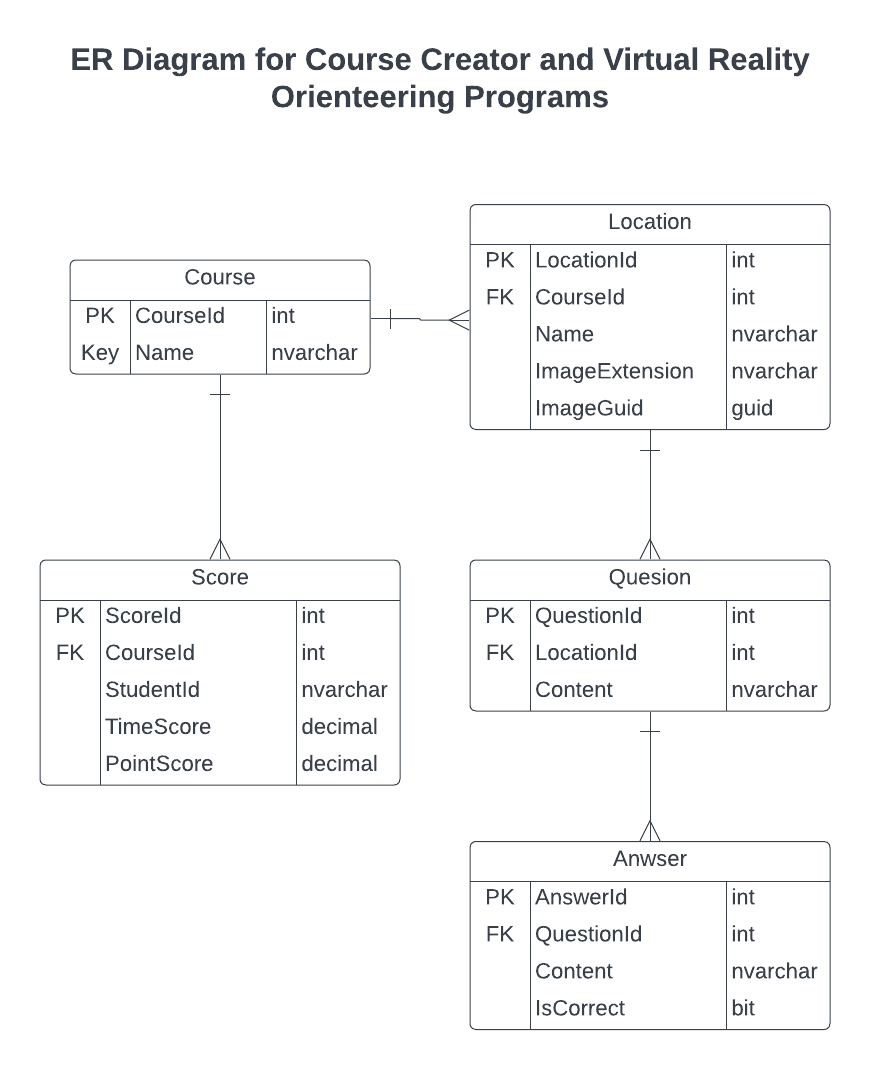 ER Diagram for Course Creator and Virtual Reality
Orienteering Programs
Course
PK CourseId int
Key Name nvarchar
Location
PK LocationId int
FK CourseId int
Name nvarchar
ImageExtension nvarchar
ImageGuid guid
Score
PK ScoreId int
FK CourseId int
StudentId nvarchar
TimeScore decimal
PointScore decimal
Quesion
PK QuestionId int
FK LocationId int
Content nvarchar
Anwser
PK AnswerId int
FK QuestionId int
Content nvarchar
IsCorrect bit